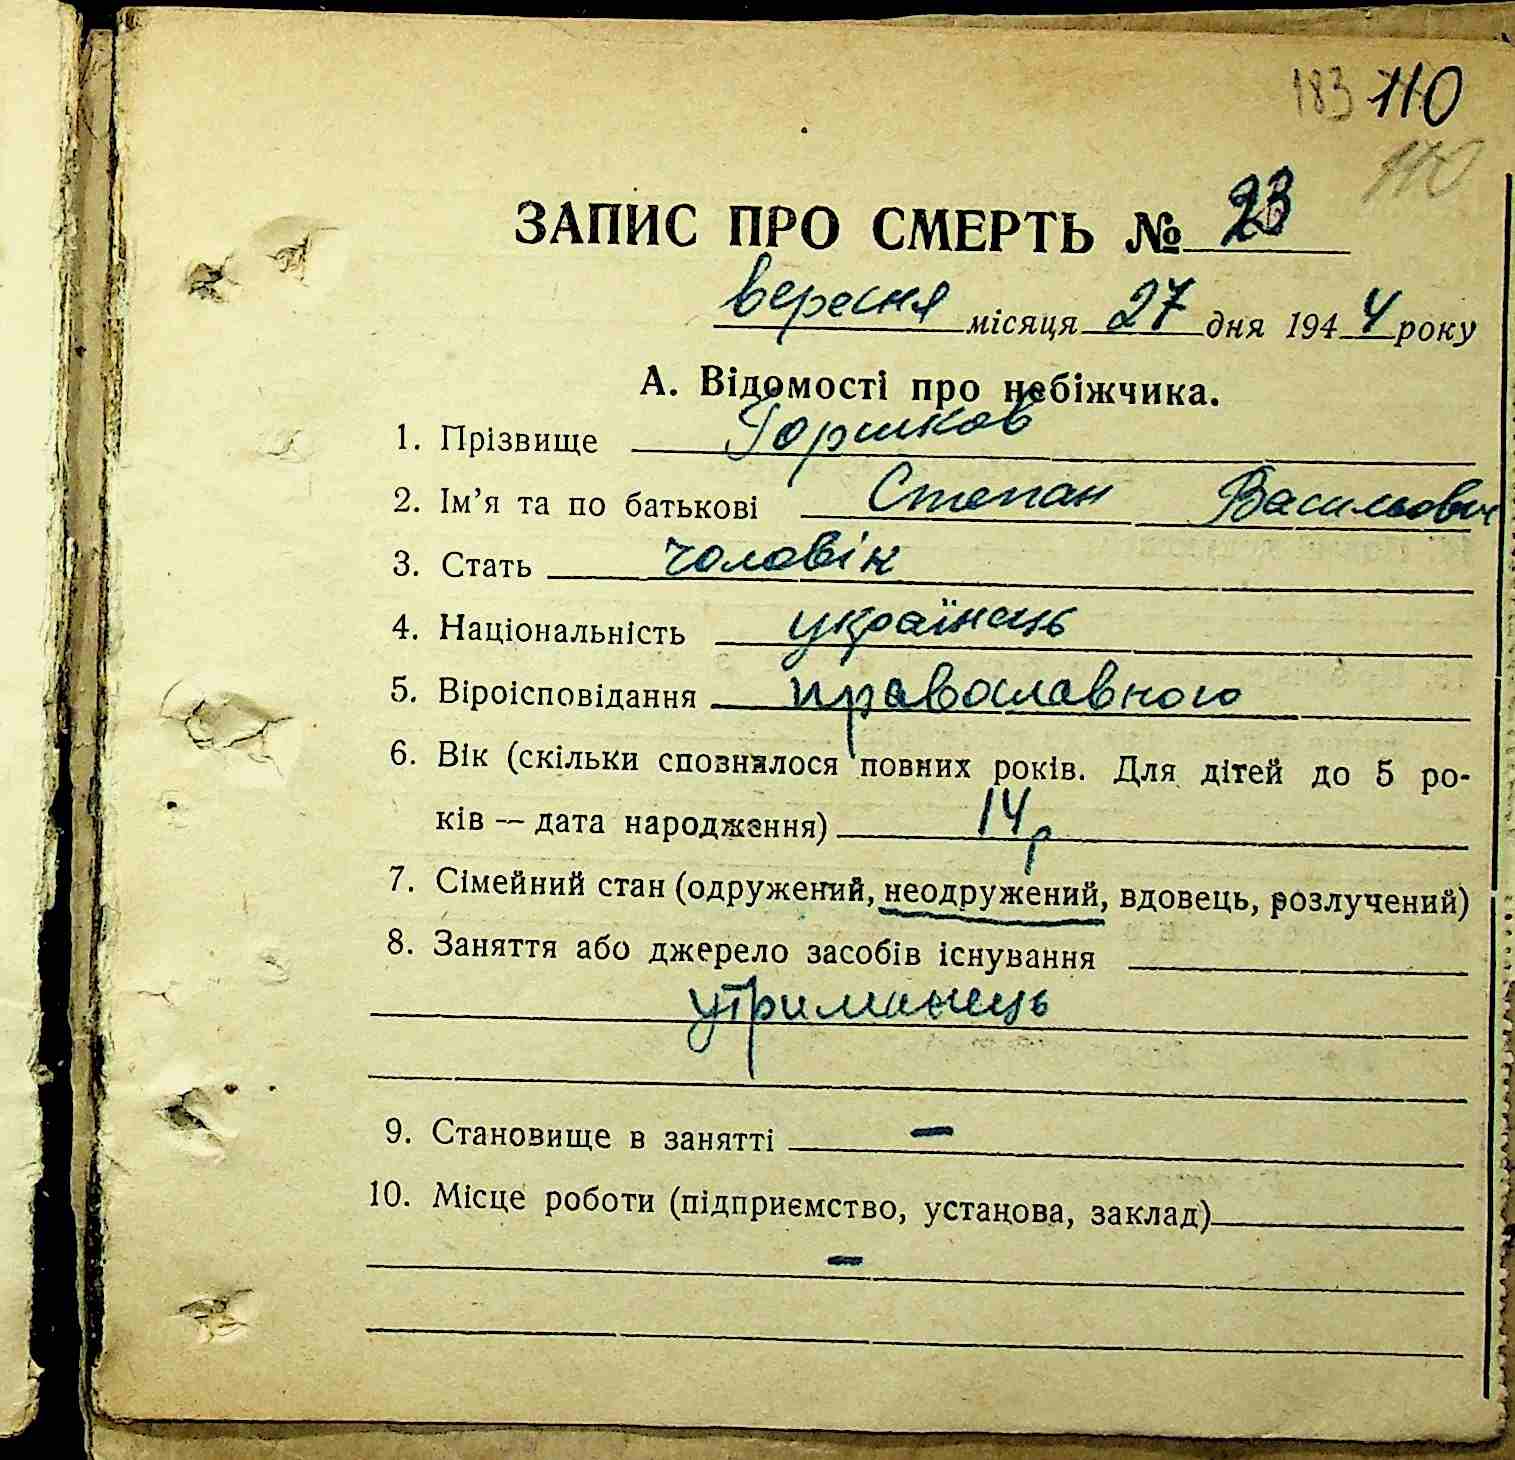 183 110
110
ЗАПИС ПРО СМЕРТЬ № 23
вересня місяця 27 дня 1944 року
А. Відомості про небіжчика.
1. Прізвище Горшков
2. Ім’я та по батькові Степан Васильович
3. Стать чоловік
4. Національність українець
5. Віроісповідання православного
6. Вік (скільки сповнилося повних років. Для дітей до 5 ро-
ків — дата народження) 14 р
7. Сімейний стан (одружений, неодружений, вдовець, розлучений)
8. Заняття або джерело засобів існування
утриманець
9. Становище в занятті –
10. Місце роботи (підприємство, установа, заклад)
–